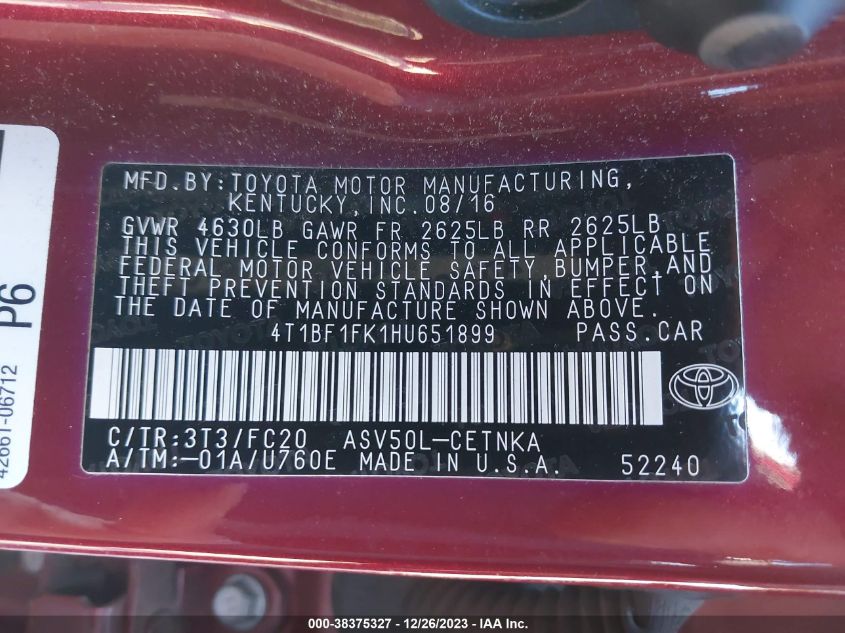 MFD.BY:TOYOTA MOTOR MANUFACTURING,
KENTUCKY, INC. 08/16
GVWR 4630LB GAWR FR 2625LB RR 2625LB
THIS VEHICLE CONFORMS TO ALL APPLICABLE
FEDERAL MOTOR VEHICLE SAFETY, BUMPER, AND
THEFT PREVENTION STANDARDS IN EFFECT ON
THE DATE OF MANUFACTURE SHOWN ABOVE.
4T1BF1FK1HU651899 PASS.CAR
C/TR:3T3/FC20 ASV50L-CETNKA
A/TM:-01A/U760E MADE IN U.S.A. 52240
P6
42661-06712
000-38375327 - 12/26/2023 - IAA Inc.